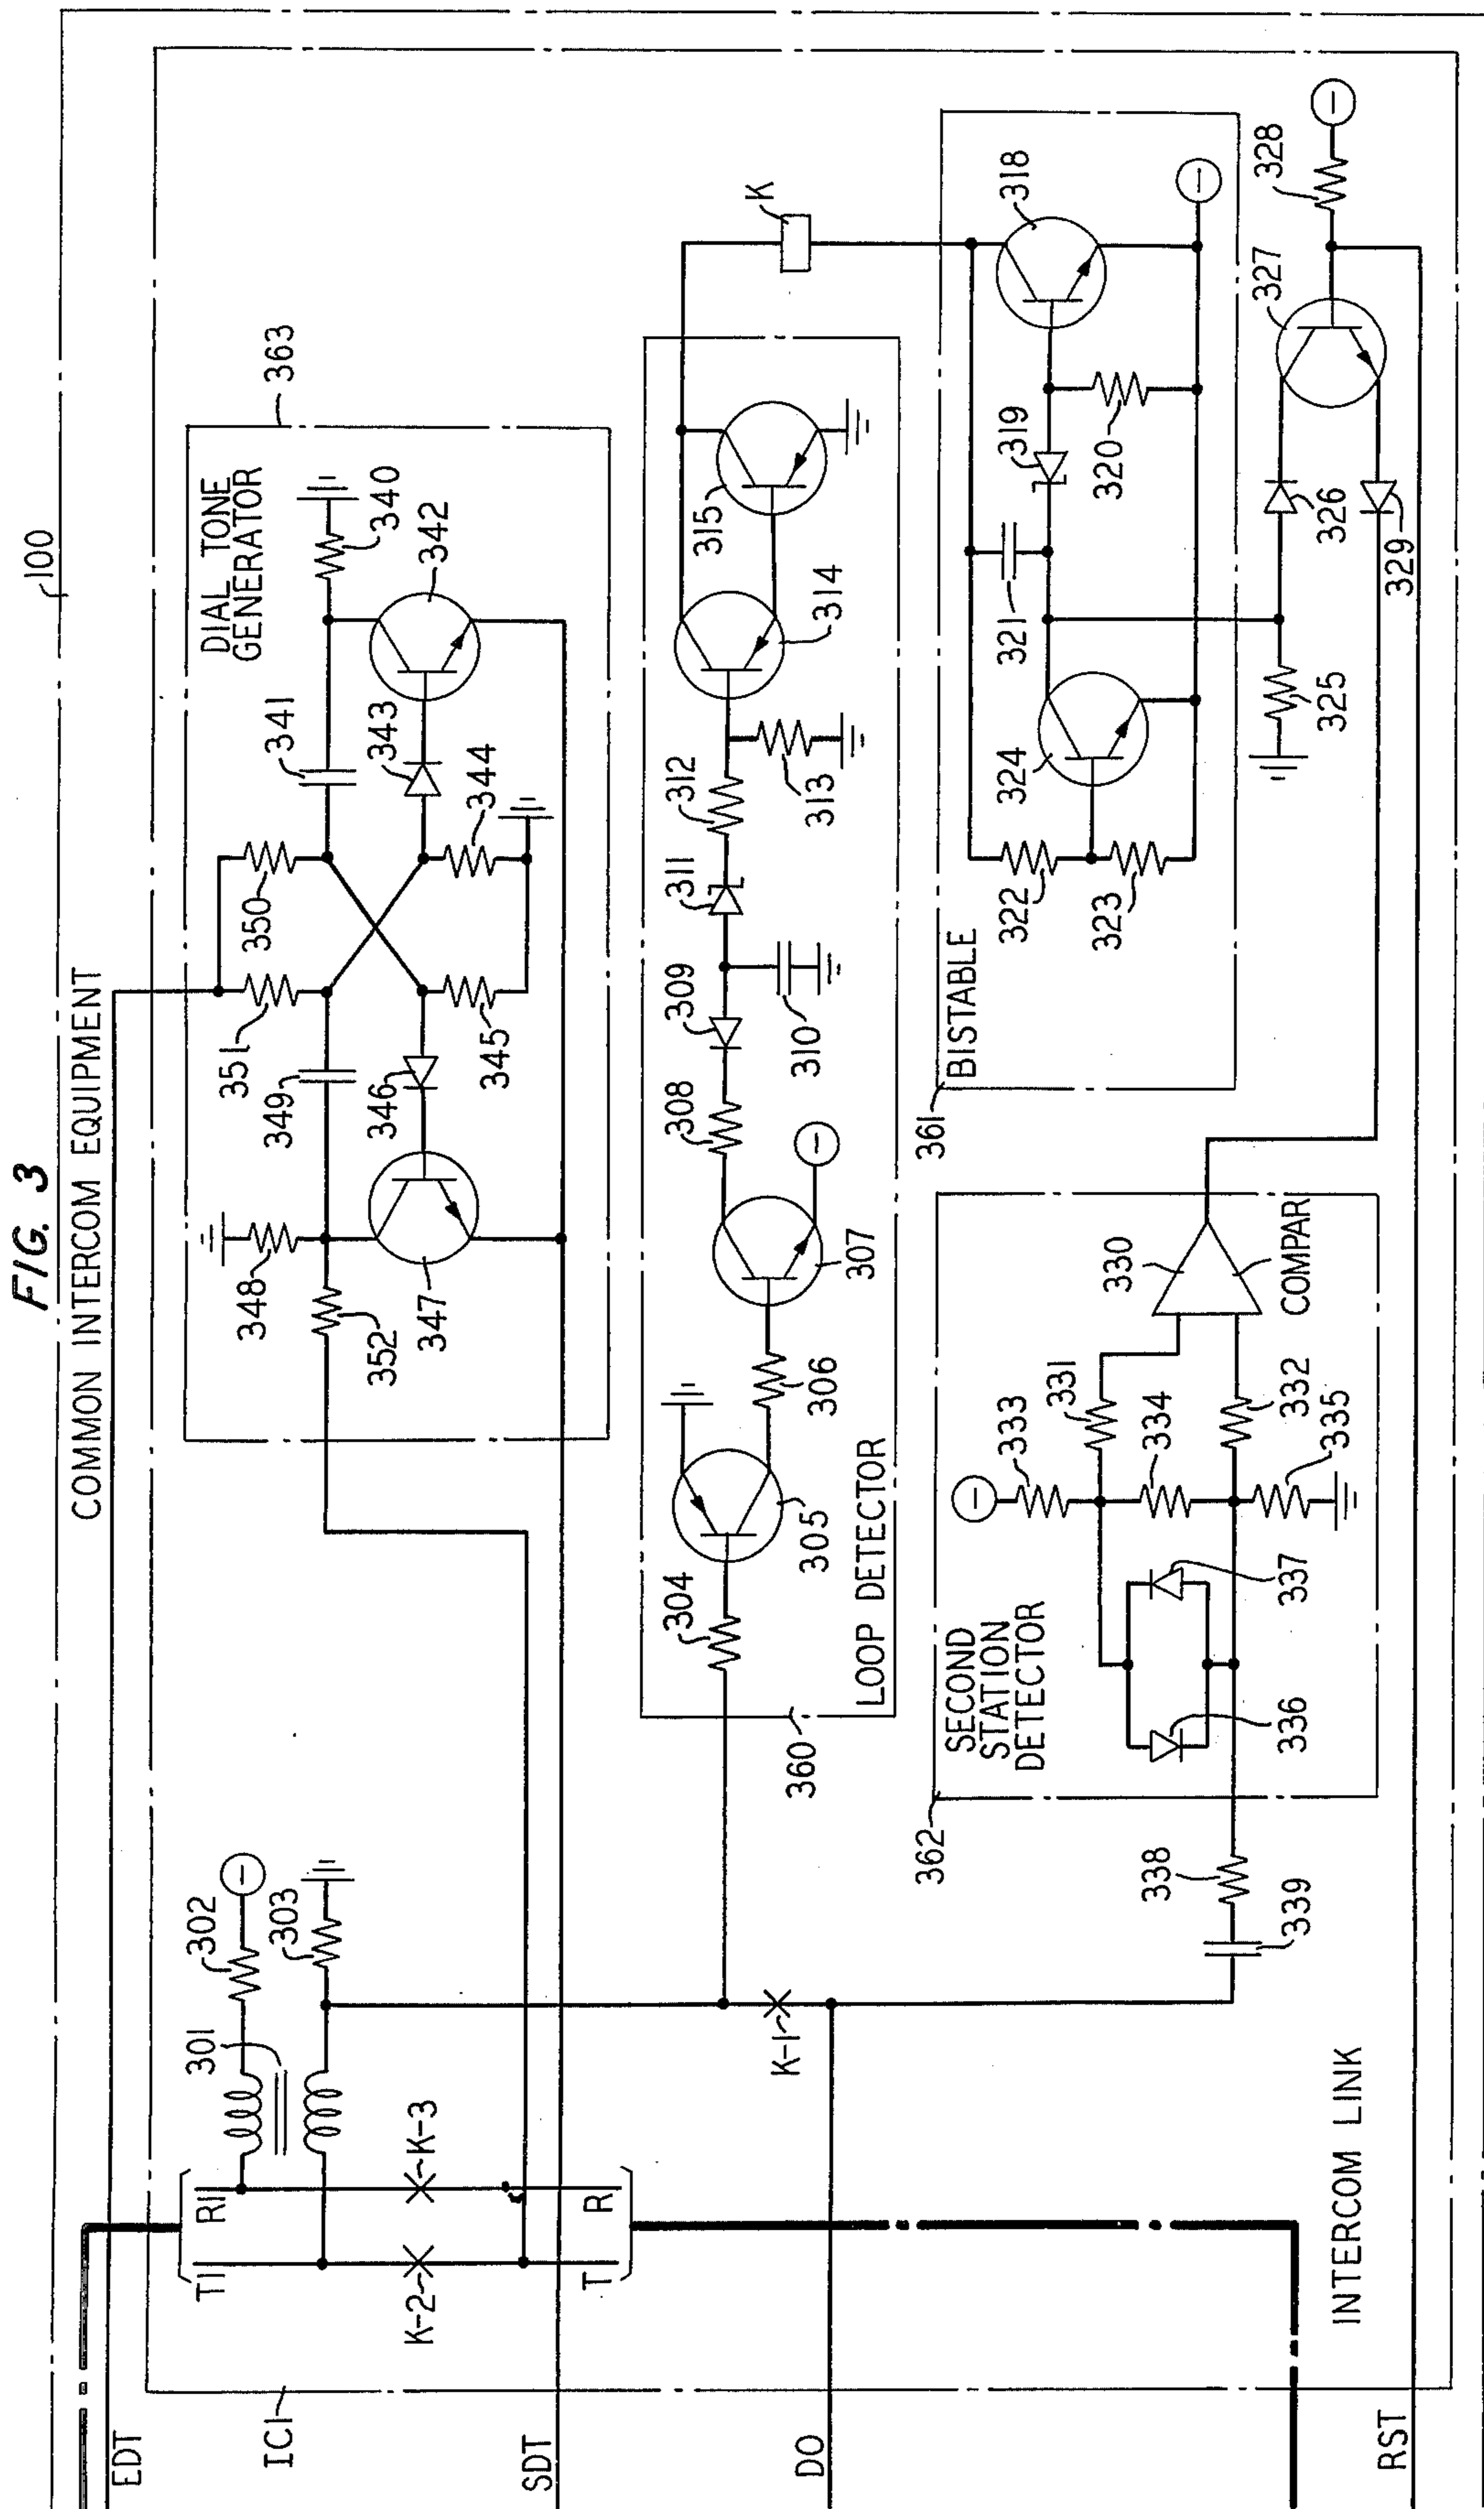 FIG. 3
100
COMMON INTERCOM EQUIPMENT
EDT
IC1
T1
R1
301
302
303
K-2
K-3
T
R
SDT
DO
RST
INTERCOM LINK
K-1
363
DIAL TONE
GENERATOR
340
341
342
343
344
345
346
347
348
349
350
351
352
360
LOOP DETECTOR
304
305
306
307
308
309
310
311
312
313
314
315
K
361
BISTABLE
318
319
320
321
322
323
324
325
326
327
328
329
362
SECOND
STATION
DETECTOR
330
COMPAR
331
332
333
334
335
336
337
338
339